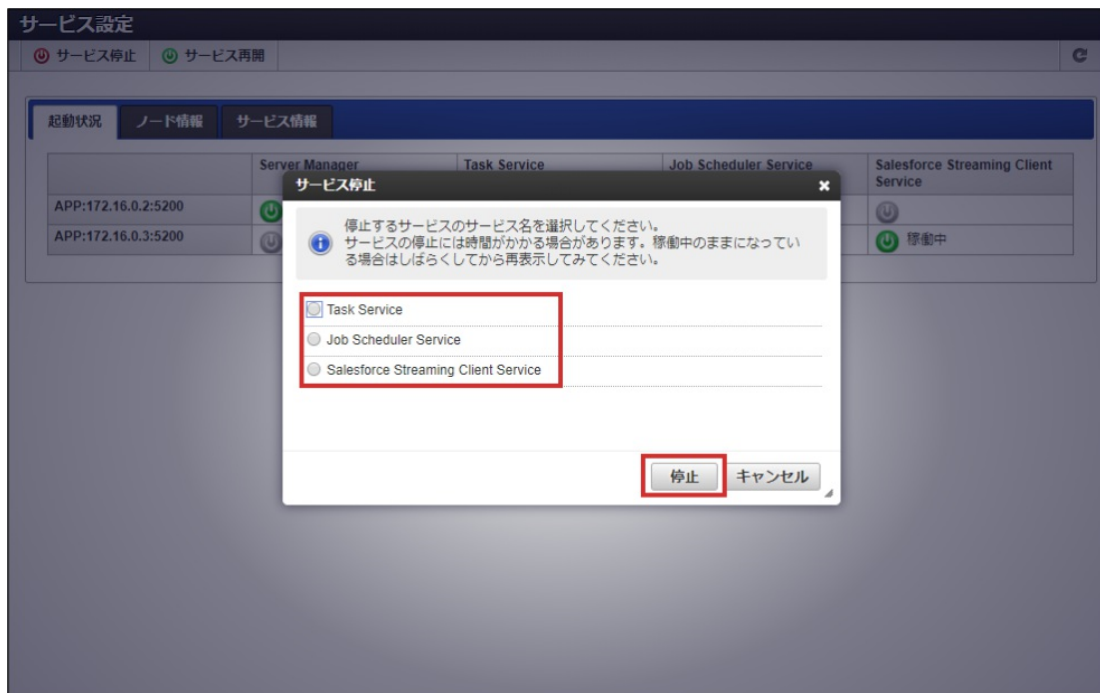 サービス設定
サービス停止 サービス再開
起動状況 ノード情報 サービス情報
Server Manager Task Service Job Scheduler Service Salesforce Streaming Client Service
APP:172.16.0.2:5200
APP:172.16.0.3:5200 稼働中
サービス停止
停止するサービスのサービス名を選択してください。
サービスの停止には時間がかかる場合があります。稼働中のままになってい
る場合はしばらくしてから再表示してみてください。
Task Service
Job Scheduler Service
Salesforce Streaming Client Service
停止 キャンセル